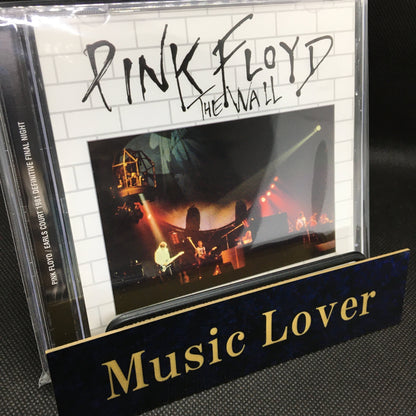 PINK FLOYD
THE WALL
PINK FLOYD / EARLS COURT 1981 DEFINITIVE FINAL NIGHT
Music Lover